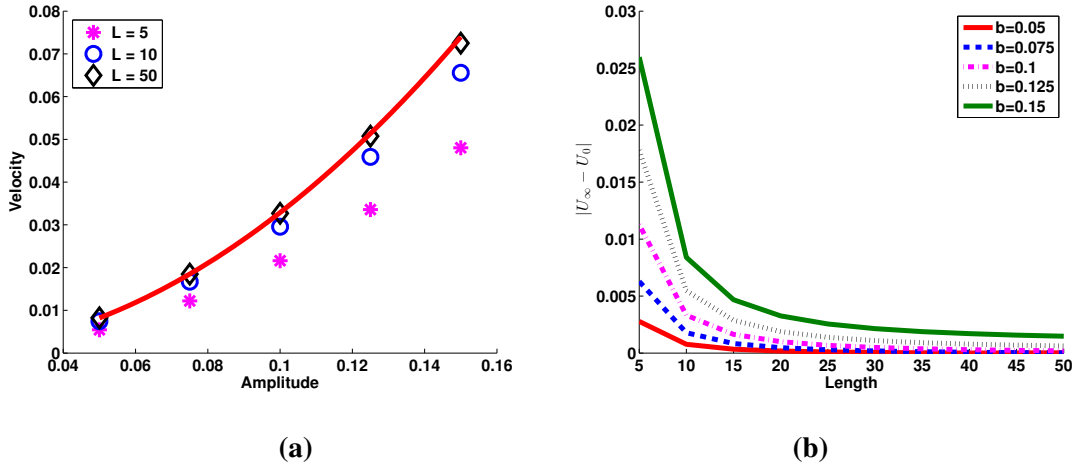 0.08
0.07
0.06
0.05
0.04
0.03
0.02
0.01
0
0.04 0.06 0.08 0.1 0.12 0.14 0.16
Velocity
Amplitude
L = 5
L = 10
L = 50
(a)
0.03
0.025
0.02
0.015
0.01
0.005
0
5 10 15 20 25 30 35 40 45 50
|U∞ − U0|
Length
b=0.05
b=0.075
b=0.1
b=0.125
b=0.15
(b)